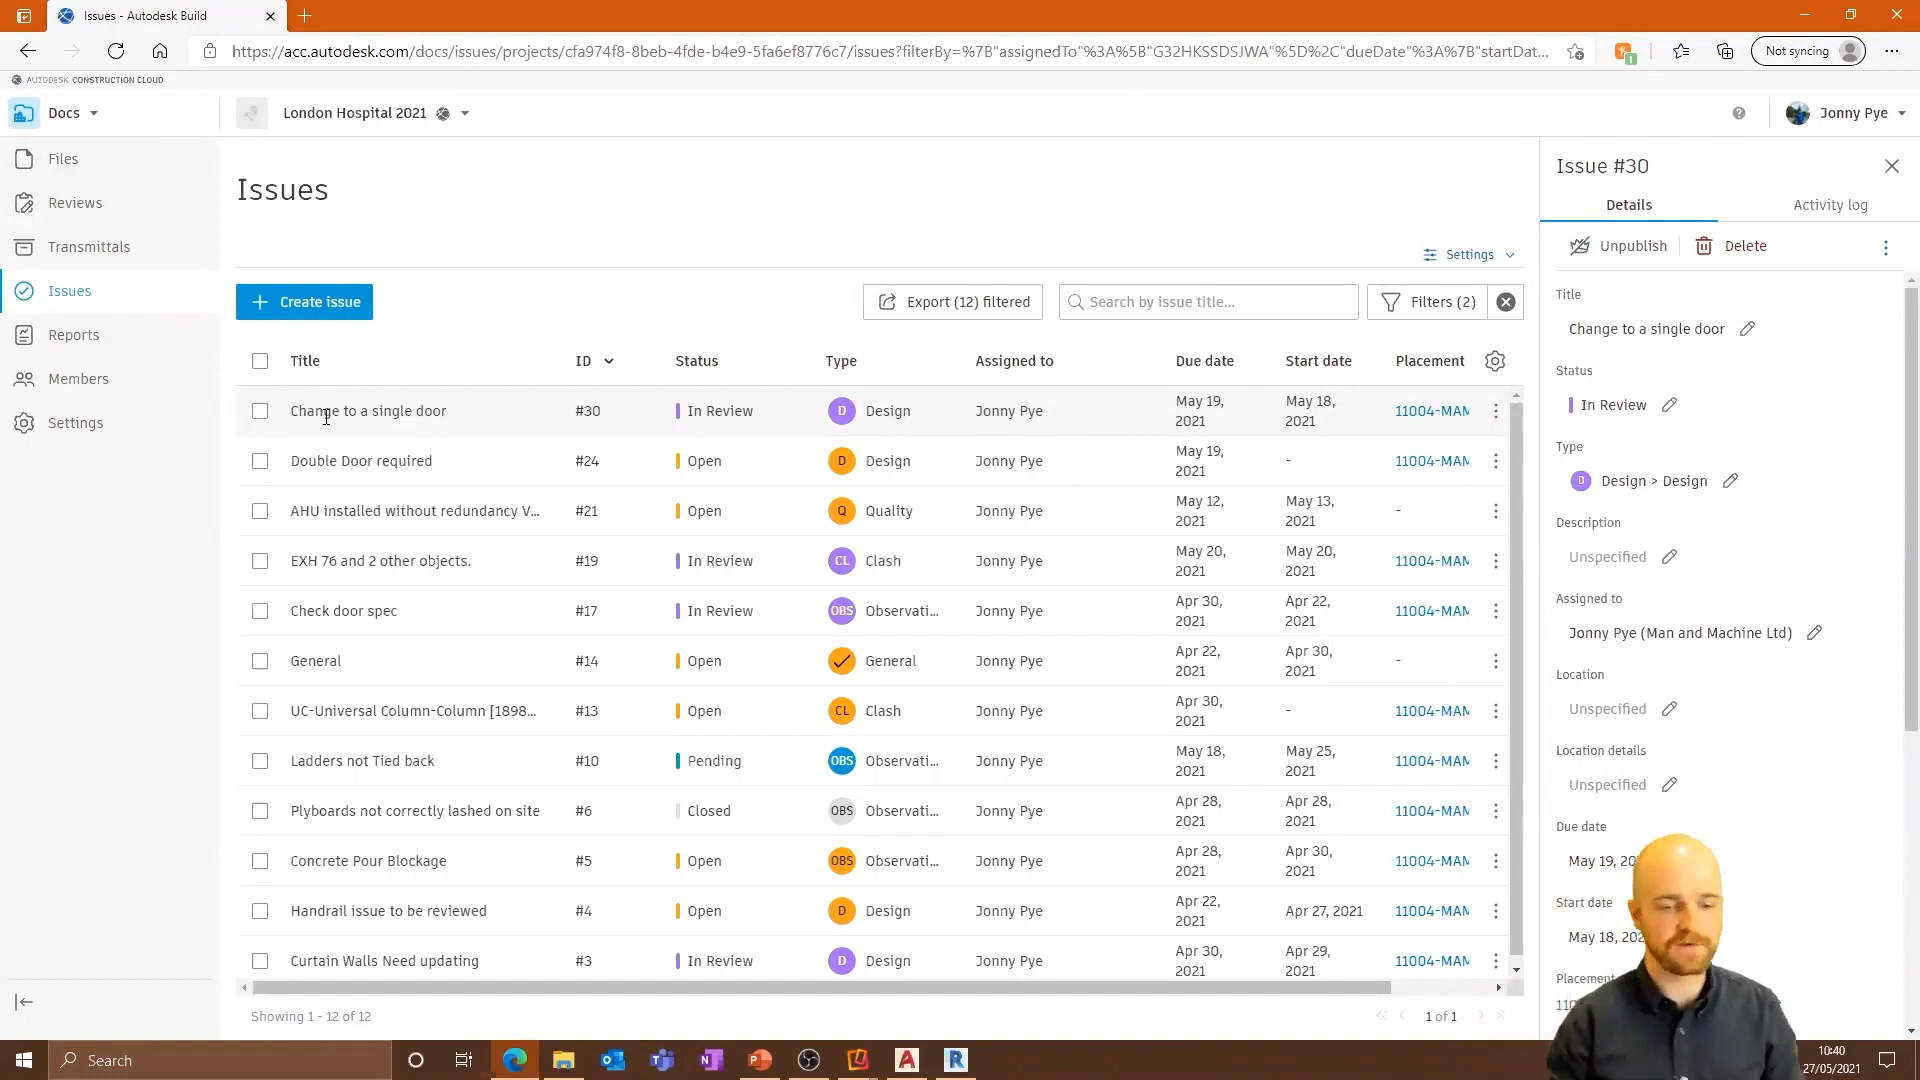 Issues - Autodesk Build
https://acc.autodesk.com/docs/issues/projects/cfa974f8-8beb-4fde-b4e9-5fa6ef8776c7/issues?filterBy=%7B"assignedTo"%3A%5B"G32HKSSDSJWA"%5D%2C"dueDate"%3A%7B"startDat...
1
Not syncing
AUTODESK CONSTRUCTION CLOUD
Docs
London Hospital 2021
Jonny Pye
Files
Reviews
Transmittals
Issues
Reports
Members
Settings
Issues
Settings
Create issue
Export (12) filtered
Search by issue title...
Filters (2)
Title ID Status Type Assigned to Due date Start date Placement
Change to a single door #30 In Review D Design Jonny Pye May 19, 2021 May 18, 2021 11004-MAM
Double Door required #24 Open D Design Jonny Pye May 19, 2021 - 11004-MAM
AHU installed without redundancy V... #21 Open Q Quality Jonny Pye May 12, 2021 May 13, 2021 -
EXH 76 and 2 other objects. #19 In Review CL Clash Jonny Pye May 20, 2021 May 20, 2021 11004-MAM
Check door spec #17 In Review OBS Observati... Jonny Pye Apr 30, 2021 Apr 22, 2021 11004-MAM
General #14 Open General Jonny Pye Apr 22, 2021 Apr 30, 2021 -
UC-Universal Column-Column [1898... #13 Open CL Clash Jonny Pye Apr 30, 2021 - 11004-MAM
Ladders not Tied back #10 Pending OBS Observati... Jonny Pye May 18, 2021 May 25, 2021 11004-MAM
Plyboards not correctly lashed on site #6 Closed OBS Observati... Jonny Pye Apr 28, 2021 Apr 28, 2021 11004-MAM
Concrete Pour Blockage #5 Open OBS Observati... Jonny Pye Apr 28, 2021 Apr 30, 2021 11004-MAM
Handrail issue to be reviewed #4 Open D Design Jonny Pye Apr 22, 2021 Apr 27, 2021 11004-MAM
Curtain Walls Need updating #3 In Review D Design Jonny Pye Apr 30, 2021 Apr 29, 2021 11004-MAM
Showing 1 - 12 of 12
1 of 1
Issue #30
Details Activity log
Unpublish Delete
Title
Change to a single door
Status
In Review
Type
D Design > Design
Description
Unspecified
Assigned to
Jonny Pye (Man and Machine Ltd)
Location
Unspecified
Location details
Unspecified
Due date
May 19, 20
Start date
May 18, 202
Placement
Search
10:40
27/05/2021